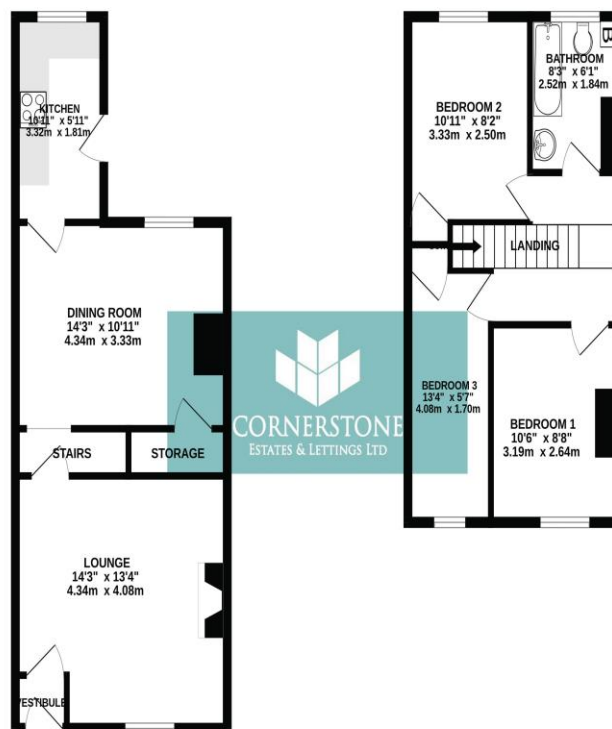 KITCHEN
10'11" x 5'11"
3.32m x 1.81m
DINING ROOM
14'3" x 10'11"
4.34m x 3.33m
STAIRS
STORAGE
LOUNGE
14'3" x 13'4"
4.34m x 4.08m
VESTIBULE
BEDROOM 2
10'11" x 8'2"
3.33m x 2.50m
BATHROOM
8'3" x 6'1"
2.52m x 1.84m
B
LANDING
BEDROOM 3
13'4" x 5'7"
4.08m x 1.70m
BEDROOM 1
10'6" x 8'8"
3.19m x 2.64m
CORNERSTONE
ESTATES & LETTINGS LTD